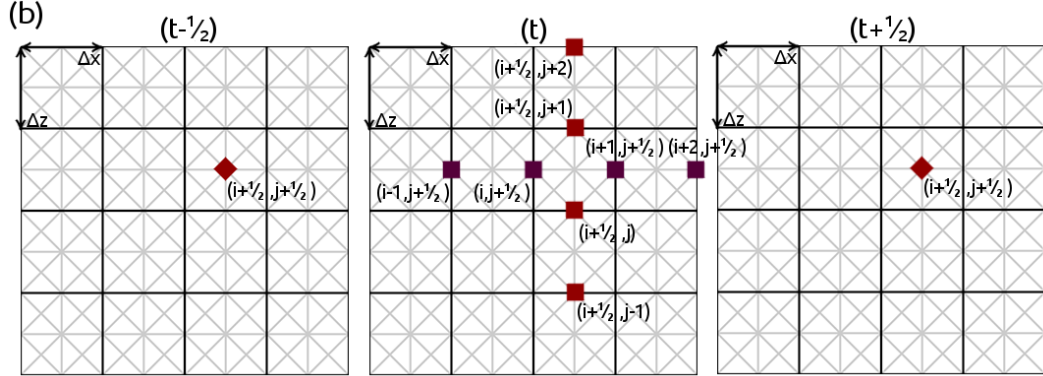 (b)
(t-½)
(t)
(t+½)
Δx
Δx
Δx
Δz
Δz
Δz
(i+½ ,j+2)
(i+½ ,j+1)
(i+1,j+½ )
(i+2,j+½ )
(i-1,j+½ )
(i,j+½ )
(i+½ ,j+½ )
(i+½ ,j+½ )
(i+½ ,j)
(i+½ ,j-1)